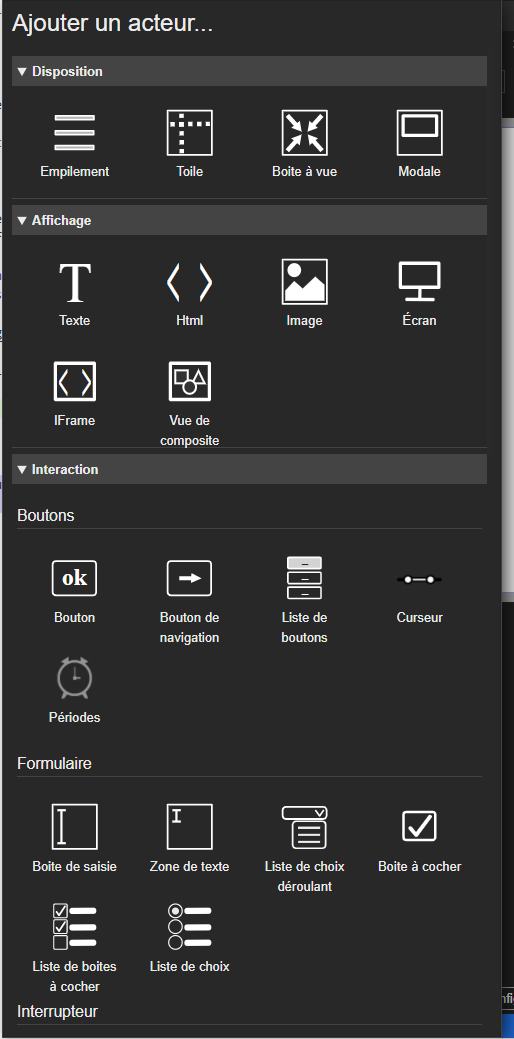 Ajouter un acteur...
▼ Disposition
Empilement
Toile
Boite à vue
Modale
▼ Affichage
T
Texte
Html
Image
Écran
IFrame
Vue de
composite
▼ Interaction
Boutons
ok
Bouton
Bouton de
navigation
Liste de
boutons
Curseur
Périodes
Formulaire
Boite de saisie
Zone de texte
Liste de choix
déroulant
Boite à cocher
Liste de boites
à cocher
Liste de choix
Interrupteur